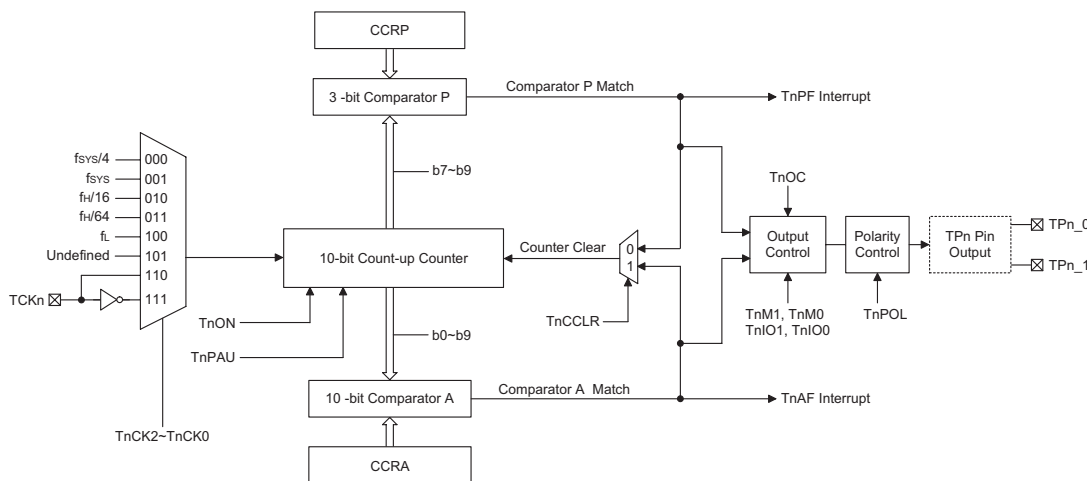 CCRP
3 -bit Comparator P
Comparator P Match
TnPF Interrupt
b7~b9
fSYS/4
000
fSYS
001
fH/16
010
fH/64
011
fL
100
Undefined
101
110
TCKn
111
TnCK2~TnCK0
10-bit Count-up Counter
TnON
TnPAU
b0~b9
Counter Clear
0
1
TnCCLR
TnOC
Output
Control
TnM1, TnM0
TnIO1, TnIO0
Polarity
Control
TnPOL
TPn Pin
Output
TPn_0
TPn_1
10 -bit Comparator A
Comparator A Match
TnAF Interrupt
CCRA